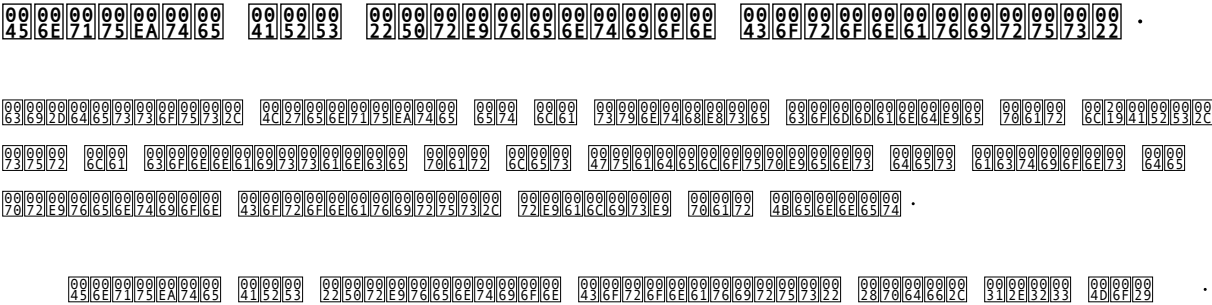 Enquête ARS "Prévention Coronavirus" .
ci-dessous, L'enquête et la synthèse commandée par l’ARS,
sur la connaissance par les Guadeloupéens des actions de
prévention Coronavirus, réalisé par Kennet .
Enquête ARS "Prévention Coronavirus" (pdf, 1.23 Mo) .